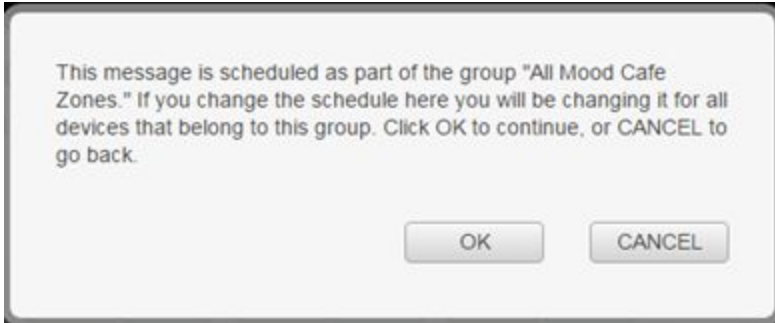 This message is scheduled as part of the group "All Mood Cafe
Zones." If you change the schedule here you will be changing it for all
devices that belong to this group. Click OK to continue, or CANCEL to
go back.
OK CANCEL